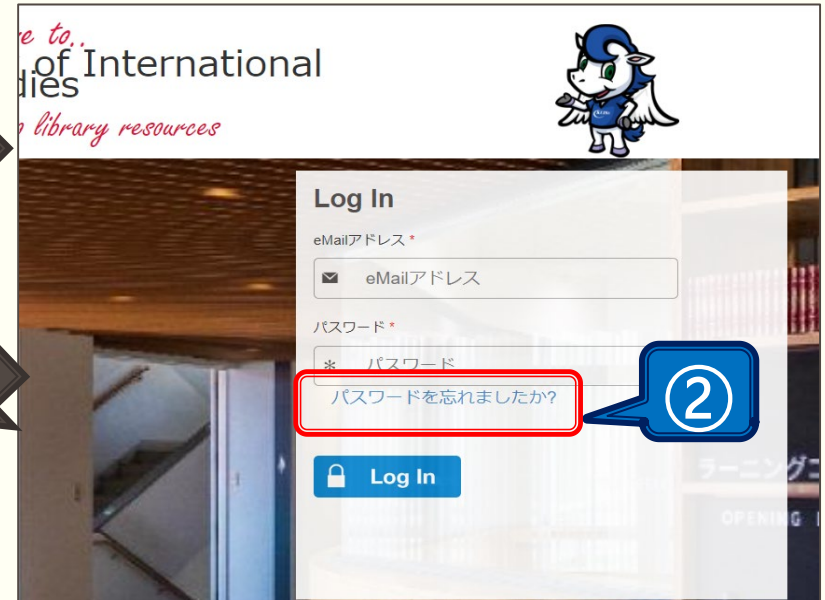 e to..
of International
dies
library resources
Log In
eMailアドレス *
eMailアドレス
パスワード *
* パスワード
パスワードを忘れましたか?
②
Log In
ラーニング
OPENING